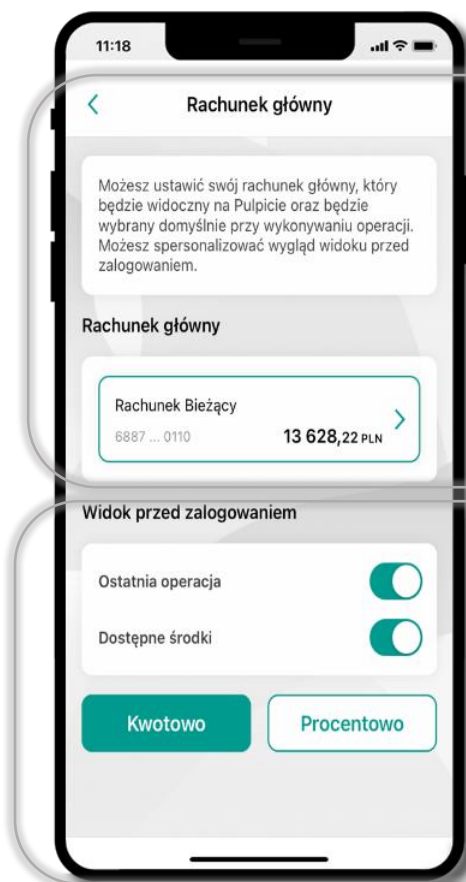 11:18
Rachunek główny
Możesz ustawić swój rachunek główny, który
będzie widoczny na Pulpicie oraz będzie
wybrany domyślnie przy wykonywaniu operacji.
Możesz spersonalizować wygląd widoku przed
zalogowaniem.
Rachunek główny
Rachunek Bieżący
6887 ... 0110 13 628,22 PLN
Widok przed zalogowaniem
Ostatnia operacja
Dostępne środki
Kwotowo Procentowo